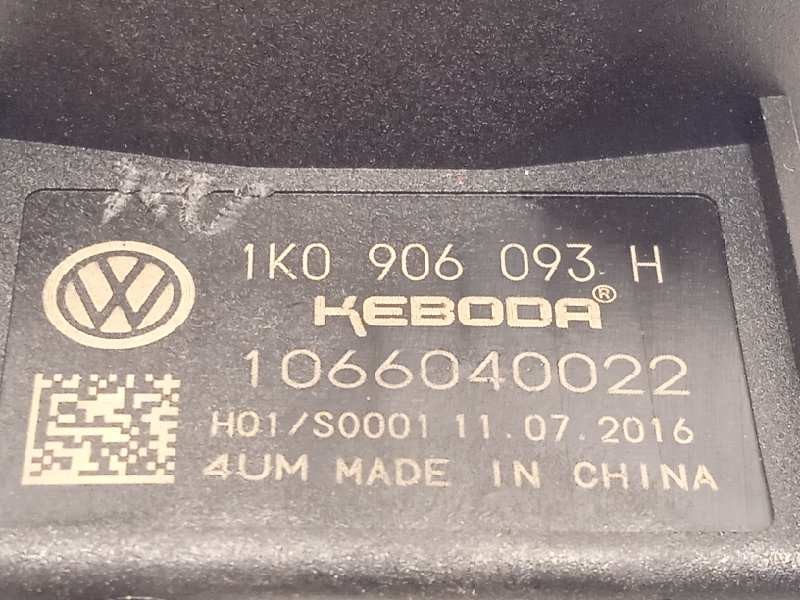 1K0 906 093 H
KEBODA®
1066040022
H01/S0001 11.07.2016
4UM MADE IN CHINA